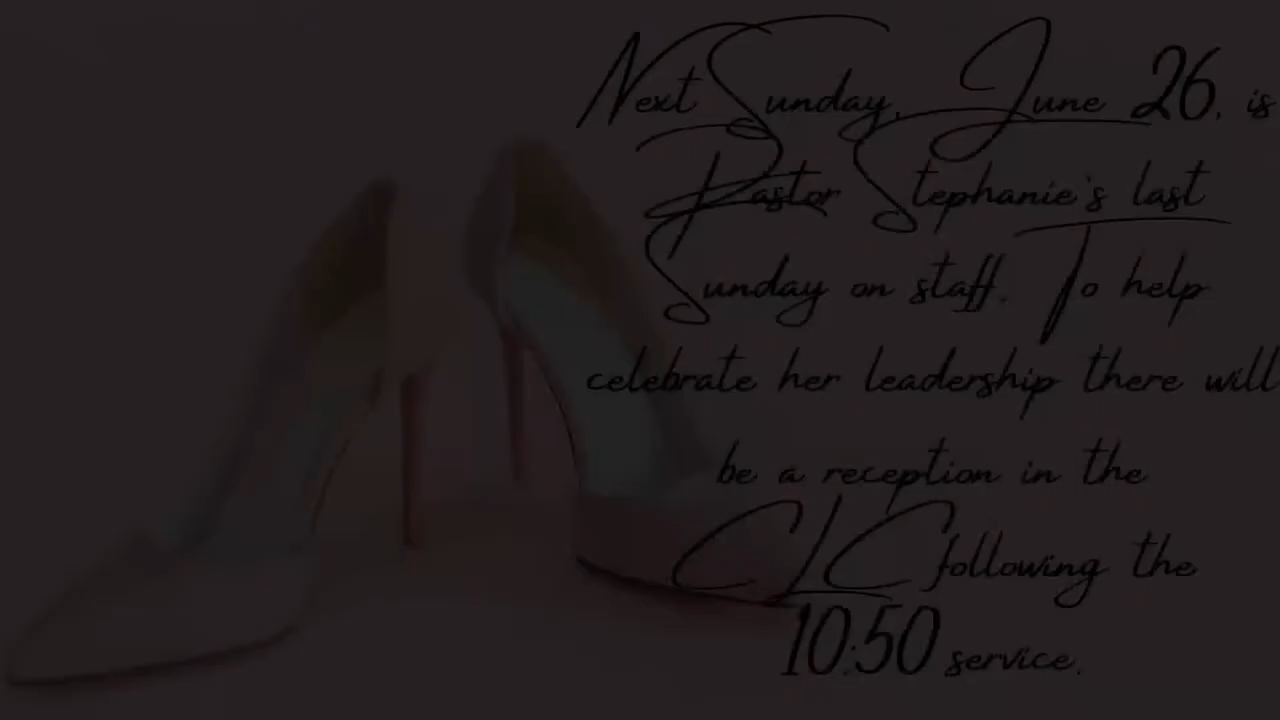 Next Sunday, June 26, is
Pastor Stephanie's last
Sunday on staff. To help
celebrate her leadership there will
be a reception in the
CLC following the
10:50 service.